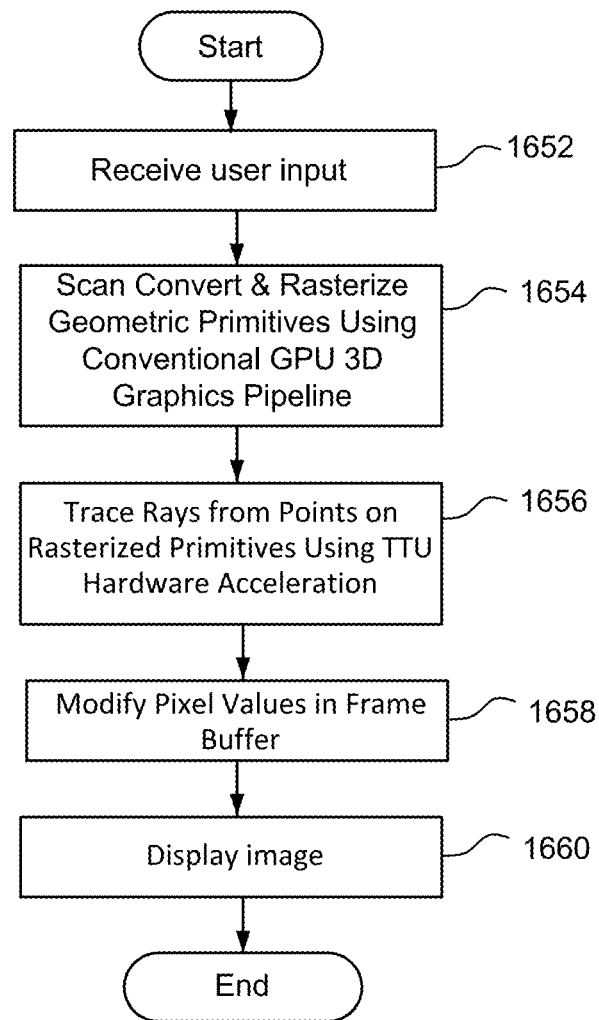 Start
Receive user input
1652
Scan Convert & Rasterize
Geometric Primitives Using
Conventional GPU 3D
Graphics Pipeline
1654
Trace Rays from Points on
Rasterized Primitives Using TTU
Hardware Acceleration
1656
Modify Pixel Values in Frame
Buffer
1658
Display image
1660
End